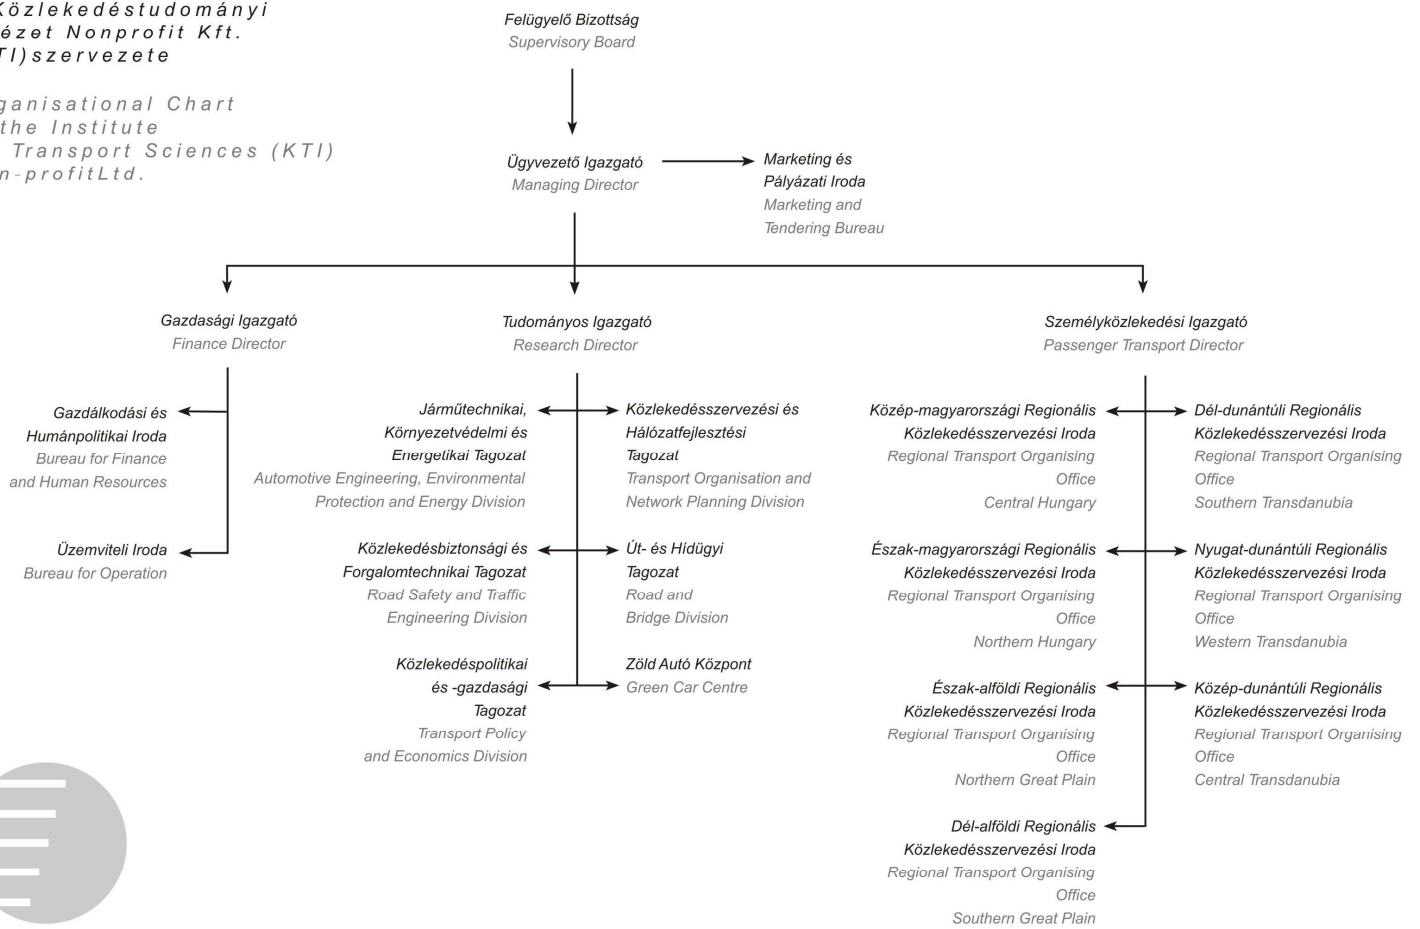 Közlekedéstudományi
ézet Nonprofit Kft.
TI)szervezete
ganisational Chart
the Institute
Transport Sciences (KTI)
n-profitLtd.
Felügyelő Bizottság
Supervisory Board
Ügyvezető Igazgató
Managing Director
Marketing és
Pályázati Iroda
Marketing and
Tendering Bureau
Gazdasági Igazgató
Finance Director
Tudományos Igazgató
Research Director
Személyközlekedési Igazgató
Passenger Transport Director
Gazdálkodási és
Humánpolitikai Iroda
Bureau for Finance
and Human Resources
Üzemviteli Iroda
Bureau for Operation
Járműtechnikai,
Környezetvédelmi és
Energetikai Tagozat
Automotive Engineering, Environmental
Protection and Energy Division
Közlekedésszervezési és
Hálózatfejlesztési
Tagozat
Transport Organisation and
Network Planning Division
Közlekedésbiztonsági és
Forgalomtechnikai Tagozat
Road Safety and Traffic
Engineering Division
Út- és Hídügyi
Tagozat
Road and
Bridge Division
Közlekedéspolitikai
és -gazdasági
Tagozat
Transport Policy
and Economics Division
Zöld Autó Központ
Green Car Centre
Közép-magyarországi Regionális
Közlekedésszervezési Iroda
Regional Transport Organising
Office
Central Hungary
Dél-dunántúli Regionális
Közlekedésszervezési Iroda
Regional Transport Organising
Office
Southern Transdanubia
Észak-magyarországi Regionális
Közlekedésszervezési Iroda
Regional Transport Organising
Office
Northern Hungary
Nyugat-dunántúli Regionális
Közlekedésszervezési Iroda
Regional Transport Organising
Office
Western Transdanubia
Észak-alföldi Regionális
Közlekedésszervezési Iroda
Regional Transport Organising
Office
Northern Great Plain
Közép-dunántúli Regionális
Közlekedésszervezési Iroda
Regional Transport Organising
Office
Central Transdanubia
Dél-alföldi Regionális
Közlekedésszervezési Iroda
Regional Transport Organising
Office
Southern Great Plain